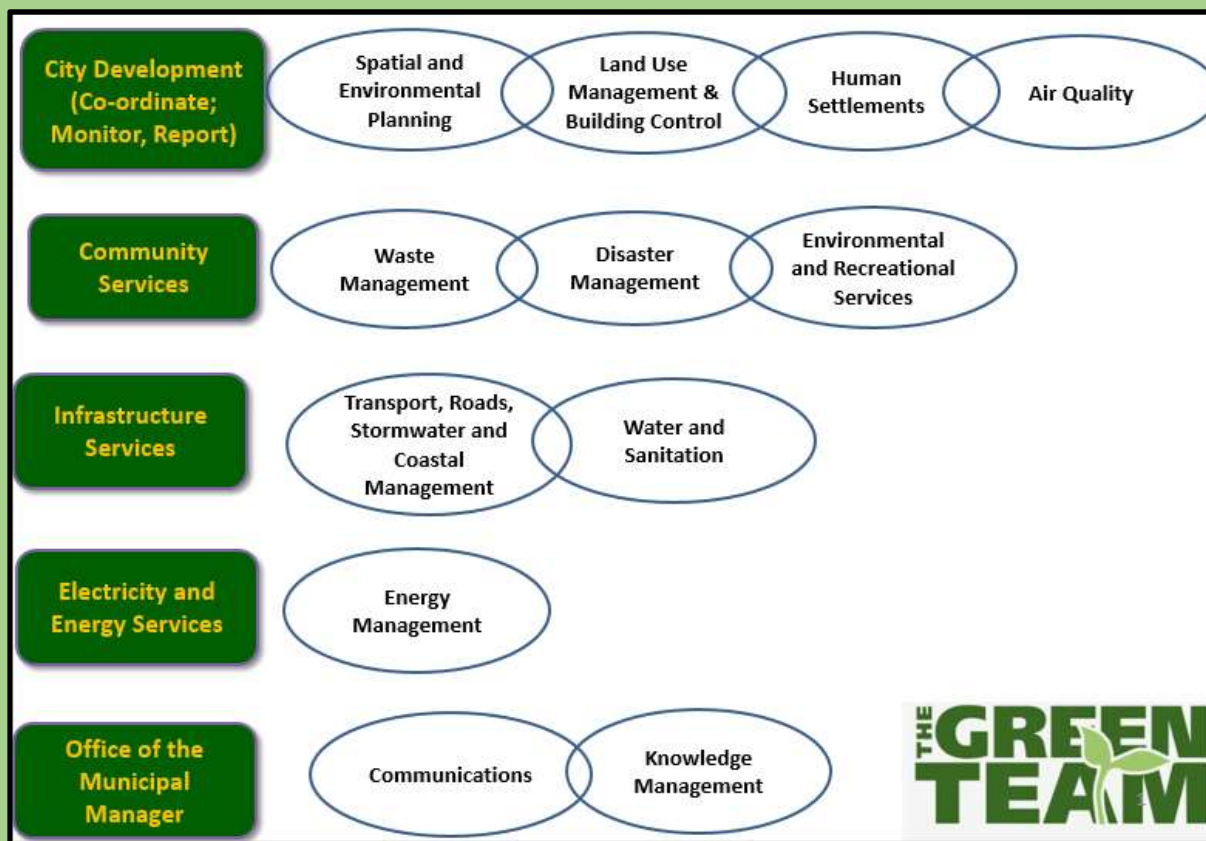 City Development
(Co-ordinate;
Monitor, Report)
Spatial and
Environmental
Planning
Land Use
Management &
Building Control
Human
Settlements
Air Quality
Community
Services
Waste
Management
Disaster
Management
Environmental
and Recreational
Services
Infrastructure
Services
Transport, Roads,
Stormwater and
Coastal
Management
Water and
Sanitation
Electricity and
Energy Services
Energy
Management
Office of the
Municipal
Manager
Communications
Knowledge
Management
THE GREEN
TEAM